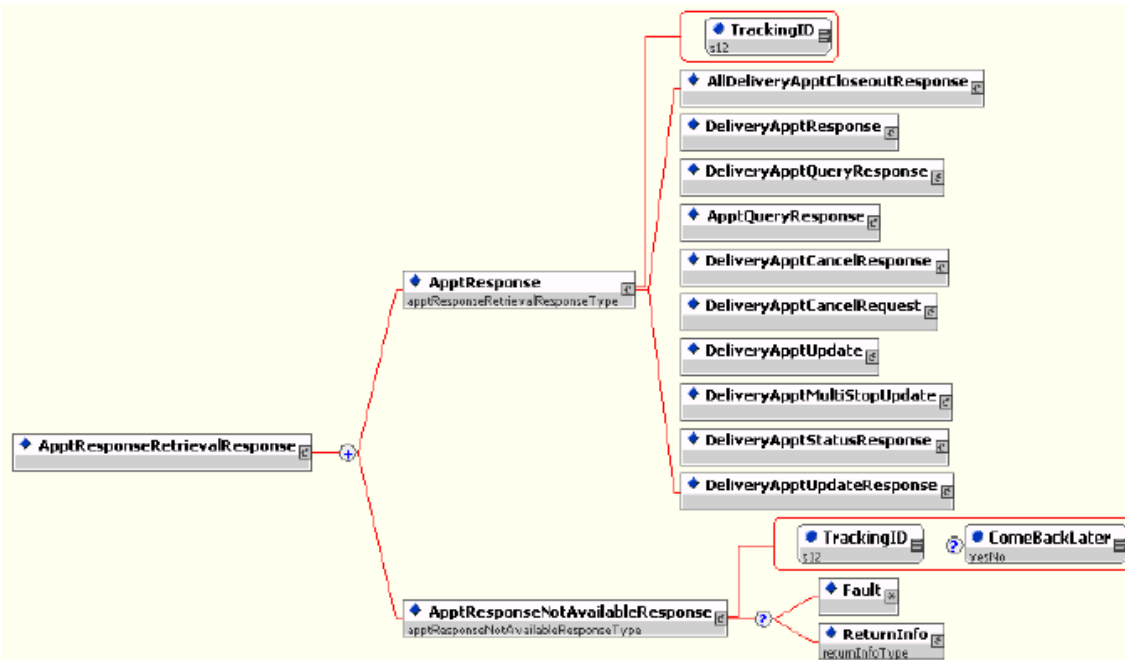 TrackingID
s12
AllDeliveryApptCloseoutResponse
DeliveryApptResponse
DeliveryApptQueryResponse
ApptQueryResponse
DeliveryApptCancelResponse
ApptResponse
apptResponseRetrievalResponseType
DeliveryApptCancelRequest
DeliveryApptUpdate
DeliveryApptMultiStopUpdate
ApptResponseRetrievalResponse
DeliveryApptStatusResponse
DeliveryApptUpdateResponse
TrackingID ComeBackLater
s12 yesNo
ApptResponseNotAvailableResponse
apptResponseNotAvailableResponseType
Fault
ReturnInfo
returnInfoType